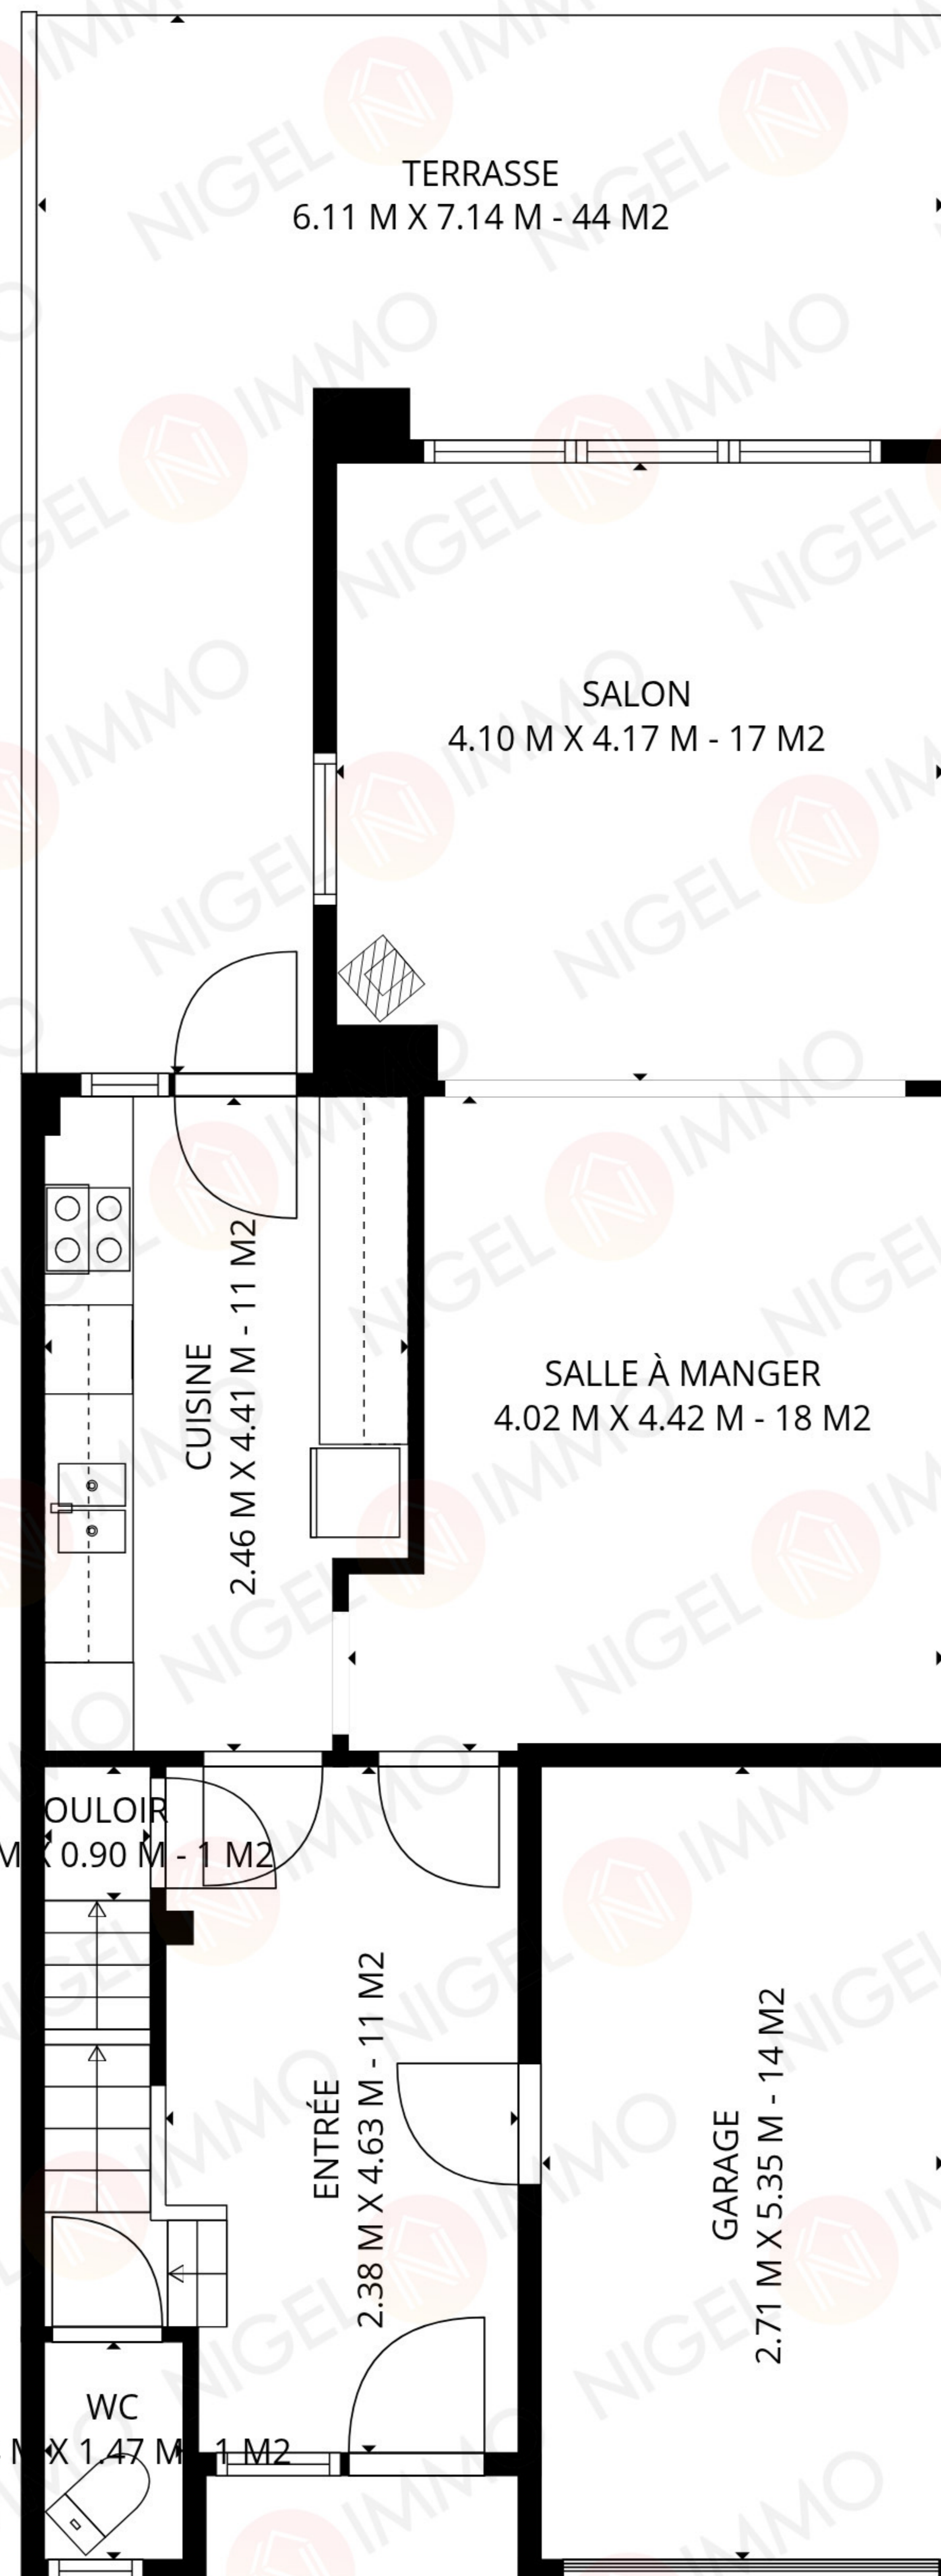 TERRASSE
6.11 M X 7.14 M - 44 M2
SALON
4.10 M X 4.17 M - 17 M2
CUISINE
2.46 M X 4.41 M - 11 M2
SALLE À MANGER
4.02 M X 4.42 M - 18 M2
OULOIR
M X 0.90 M - 1 M2
ENTRÉE
2.38 M X 4.63 M - 11 M2
GARAGE
2.71 M X 5.35 M - 14 M2
WC
M X 1.47 M - 1 M2
NIGEL IMMO